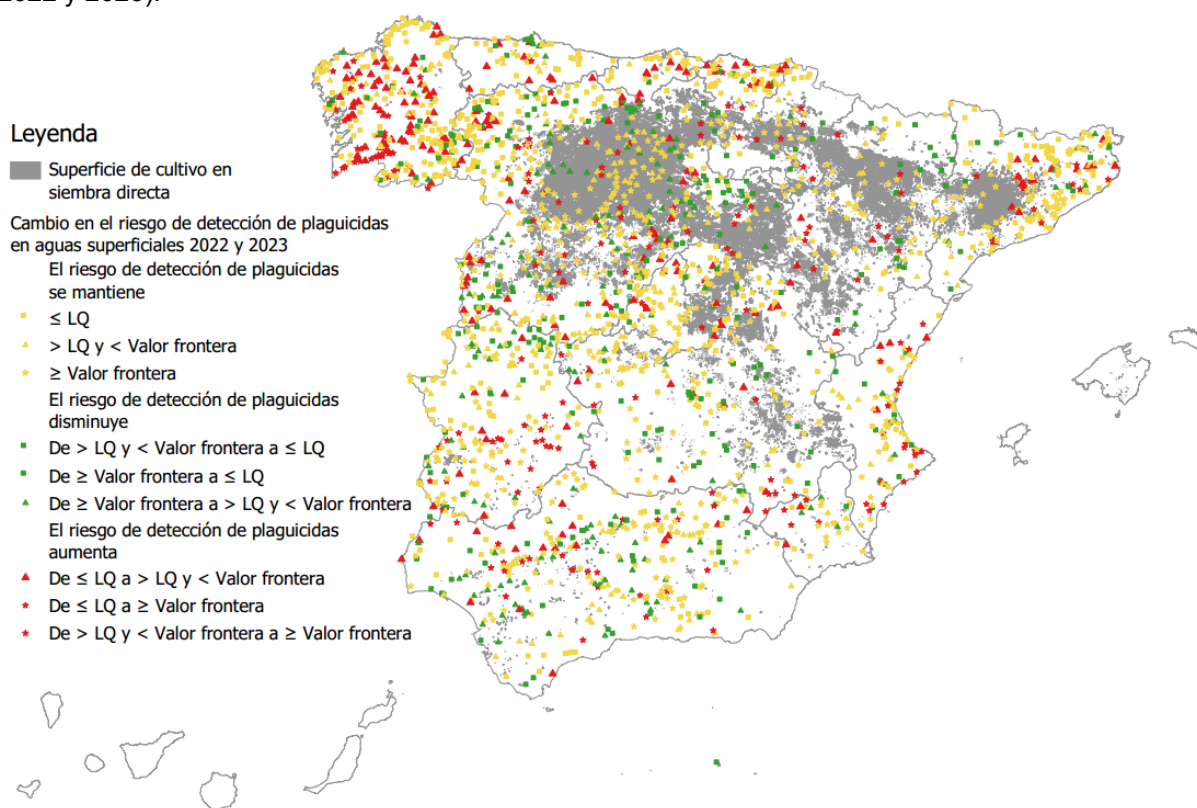 2022 y 2023).
Leyenda
Superficie de cultivo en
siembra directa
Cambio en el riesgo de detección de plaguicidas
en aguas superficiales 2022 y 2023
El riesgo de detección de plaguicidas
se mantiene
≤ LQ
> LQ y < Valor frontera
≥ Valor frontera
El riesgo de detección de plaguicidas
disminuye
De > LQ y < Valor frontera a ≤ LQ
De ≥ Valor frontera a ≤ LQ
De ≥ Valor frontera a > LQ y < Valor frontera
El riesgo de detección de plaguicidas
aumenta
De ≤ LQ a > LQ y < Valor frontera
De ≤ LQ a ≥ Valor frontera
De > LQ y < Valor frontera a ≥ Valor frontera